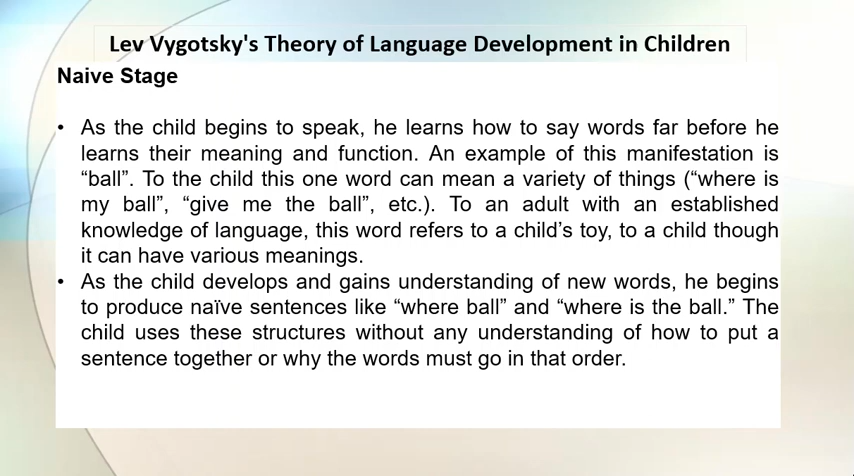 Lev Vygotsky's Theory of Language Development in Children
Naive Stage
• As the child begins to speak, he learns how to say words far before he
learns their meaning and function. An example of this manifestation is
“ball”. To the child this one word can mean a variety of things (“where is
my ball”, “give me the ball”, etc.). To an adult with an established
knowledge of language, this word refers to a child’s toy, to a child though
it can have various meanings.
• As the child develops and gains understanding of new words, he begins
to produce naïve sentences like “where ball” and “where is the ball.” The
child uses these structures without any understanding of how to put a
sentence together or why the words must go in that order.